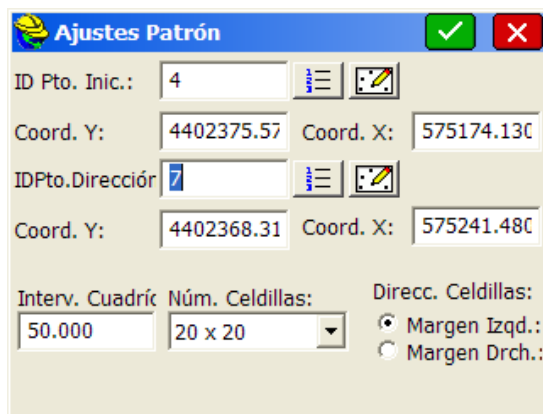 Ajustes Patrón
ID Pto. Inic.: 4
Coord. Y: 4402375.57 Coord. X: 575174.130
IDPto.Dirección 7
Coord. Y: 4402368.31 Coord. X: 575241.480
Interv. Cuadríc Núm. Celdillas: Direcc. Celdillas:
50.000 20 x 20 Margen Izqd.:
Margen Drch.: